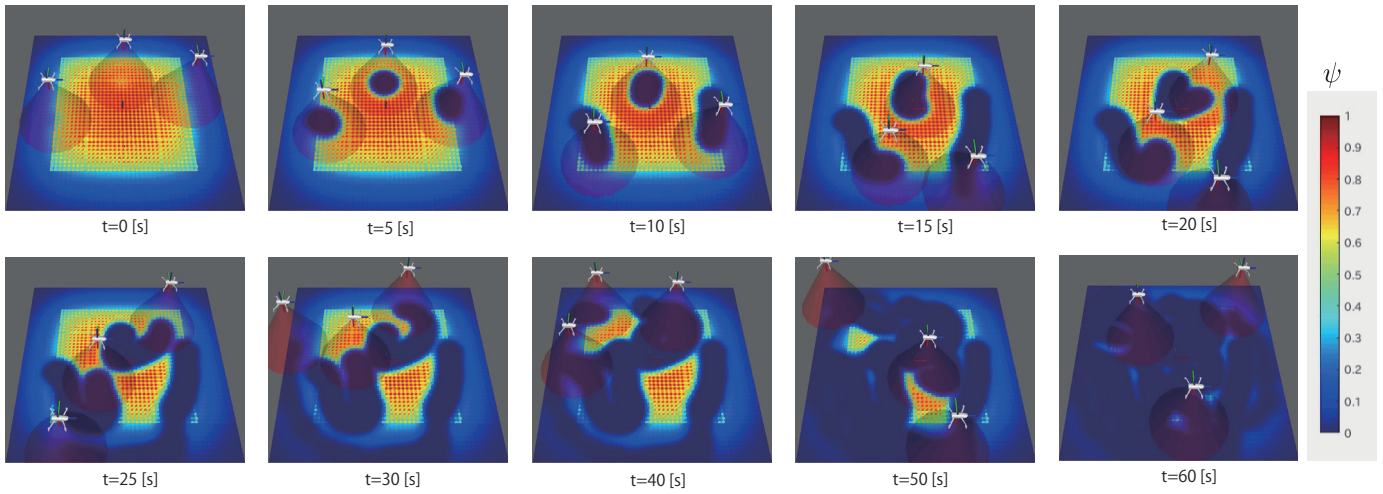 t=0 [s]
t=5 [s]
t=10 [s]
t=15 [s]
t=20 [s]
t=25 [s]
t=30 [s]
t=40 [s]
t=50 [s]
t=60 [s]
ψ
1
0.9
0.8
0.7
0.6
0.5
0.4
0.3
0.2
0.1
0